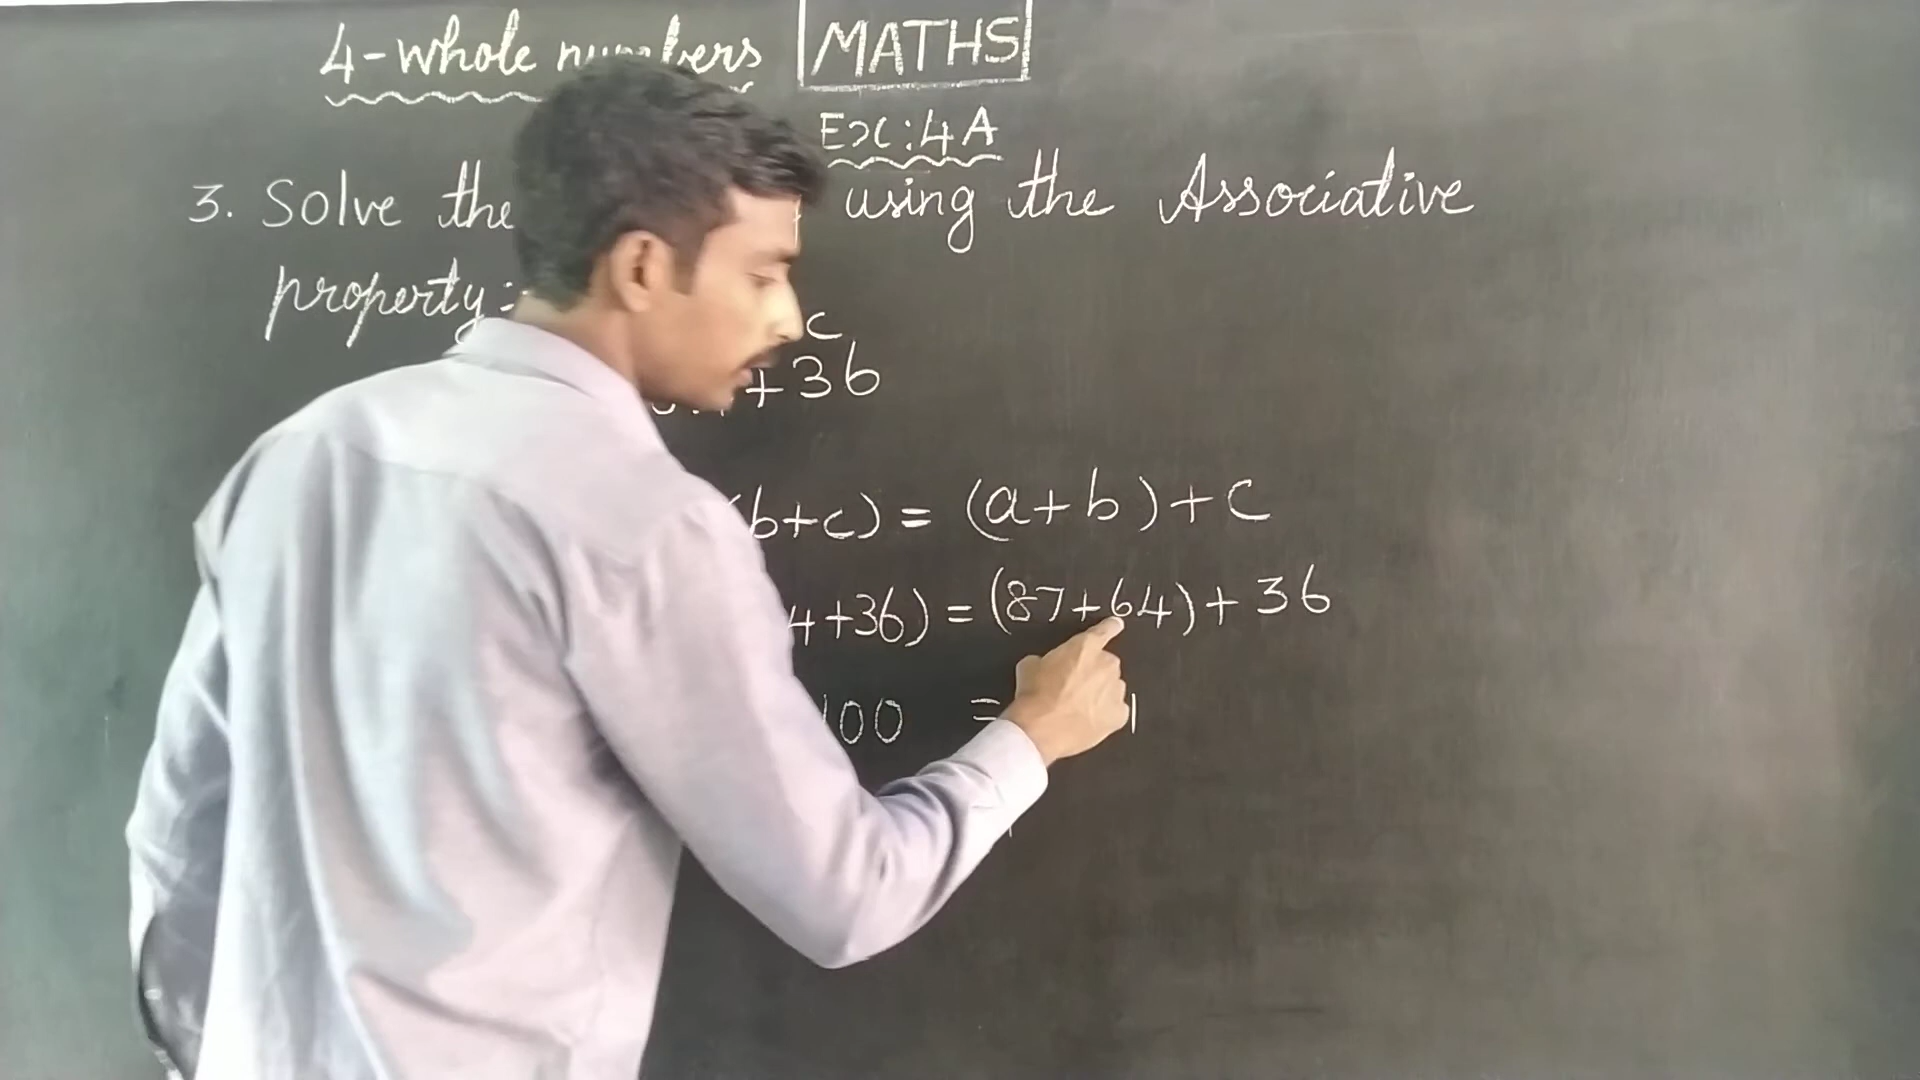 4-whole numbers MATHS
Ex:4A
3. Solve the using the Associative
property:-
c
+36
(b+c) = (a+b)+c
4+36) = (87+64)+36
100 =